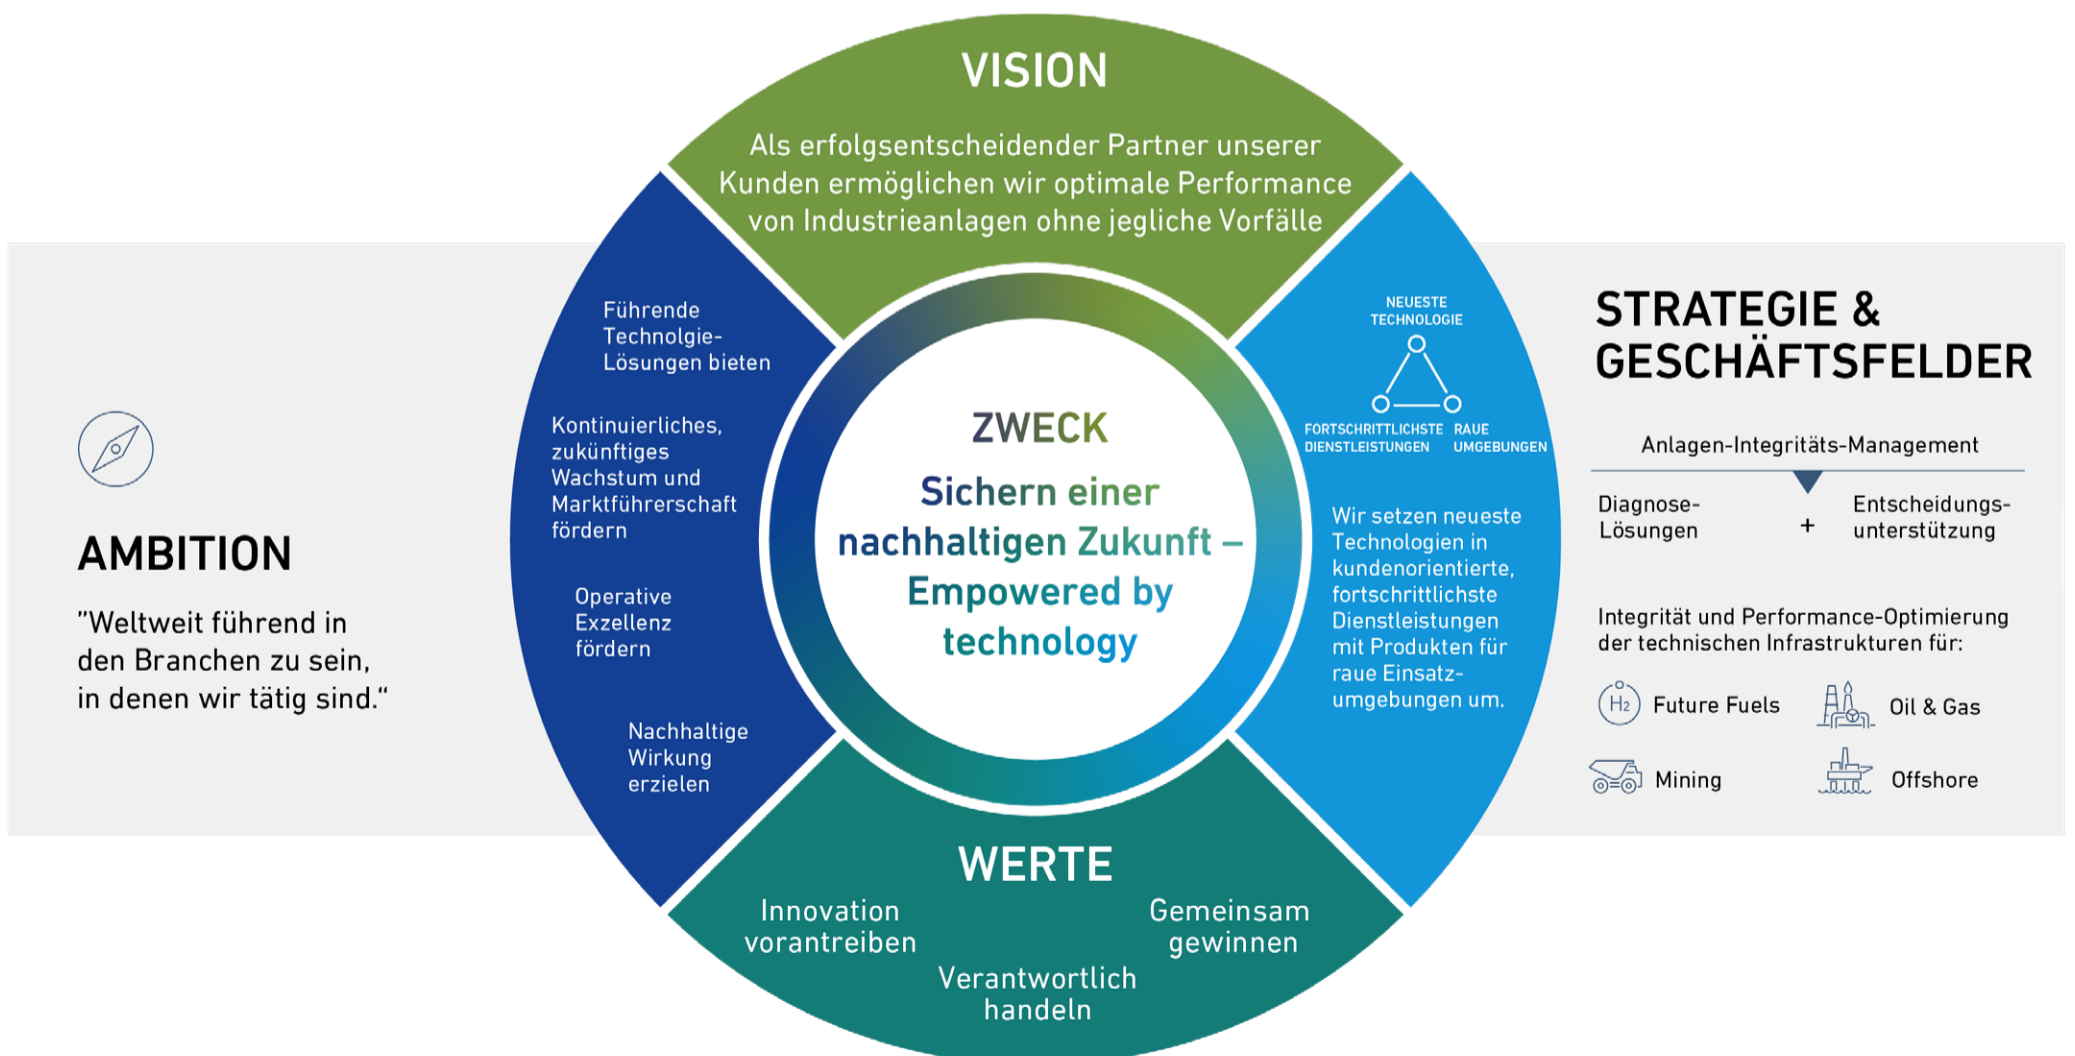 VISION
Als erfolgsentscheidender Partner unserer
Kunden ermöglichen wir optimale Performance
von Industrieanlagen ohne jegliche Vorfälle
AMBITION
”Weltweit führend in
den Branchen zu sein,
in denen wir tätig sind.“
Führende
Technolgie-
Lösungen bieten
Kontinuierliches,
zukünftiges
Wachstum und
Marktführerschaft
fördern
Operative
Exzellenz
fördern
Nachhaltige
Wirkung
erzielen
ZWECK
Sichern einer
nachhaltigen Zukunft –
Empowered by
technology
NEUESTE
TECHNOLOGIE
FORTSCHRITTLICHSTE
DIENSTLEISTUNGEN
RAUE
UMGEBUNGEN
Wir setzen neueste
Technologien in
kundenorientierte,
fortschrittlichste
Dienstleistungen
mit Produkten für
raue Einsatz-
umgebungen um.
STRATEGIE &
GESCHÄFTSFELDER
Anlagen-Integritäts-Management
Diagnose-
Lösungen
+
Entscheidungs-
unterstützung
Integrität und Performance-Optimierung
der technischen Infrastrukturen für:
H2 Future Fuels
Oil & Gas
Mining
Offshore
WERTE
Innovation
vorantreiben
Gemeinsam
gewinnen
Verantwortlich
handeln